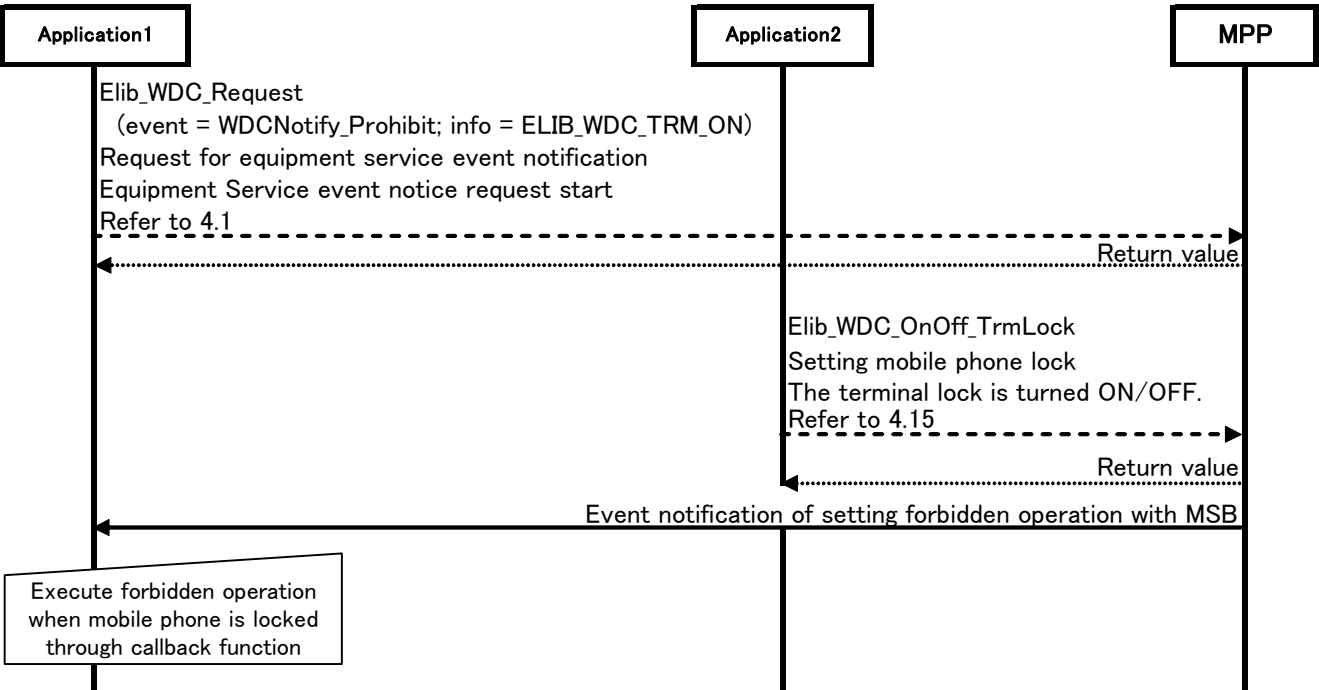 Application1
Application2
MPP
Elib_WDC_Request
(event = WDCNotify_Prohibit; info = ELIB_WDC_TRM_ON)
Request for equipment service event notification
Equipment Service event notice request start
Refer to 4.1
Return value
Elib_WDC_OnOff_TrmLock
Setting mobile phone lock
The terminal lock is turned ON/OFF.
Refer to 4.15
Return value
Event notification of setting forbidden operation with MSB
Execute forbidden operation
when mobile phone is locked
through callback function